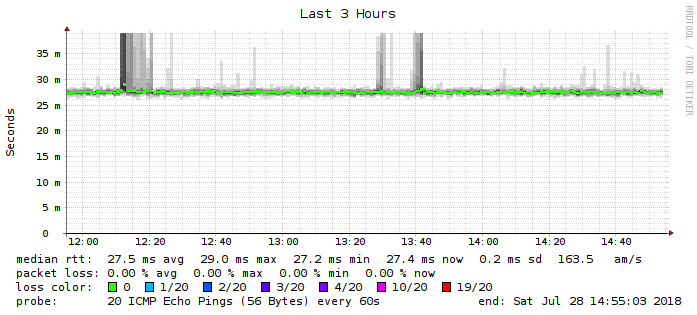 Last 3 Hours
RRDTOOL / TOBI OETIKER
Seconds
35 m
30 m
25 m
20 m
15 m
10 m
5 m
0
12:00 12:20 12:40 13:00 13:20 13:40 14:00 14:20 14:40
median rtt: 27.5 ms avg 29.0 ms max 27.2 ms min 27.4 ms now 0.2 ms sd 163.5 am/s
packet loss: 0.00 % avg 0.00 % max 0.00 % min 0.00 % now
loss color: 0 1/20 2/20 3/20 4/20 10/20 19/20
probe: 20 ICMP Echo Pings (56 Bytes) every 60s end: Sat Jul 28 14:55:03 2018